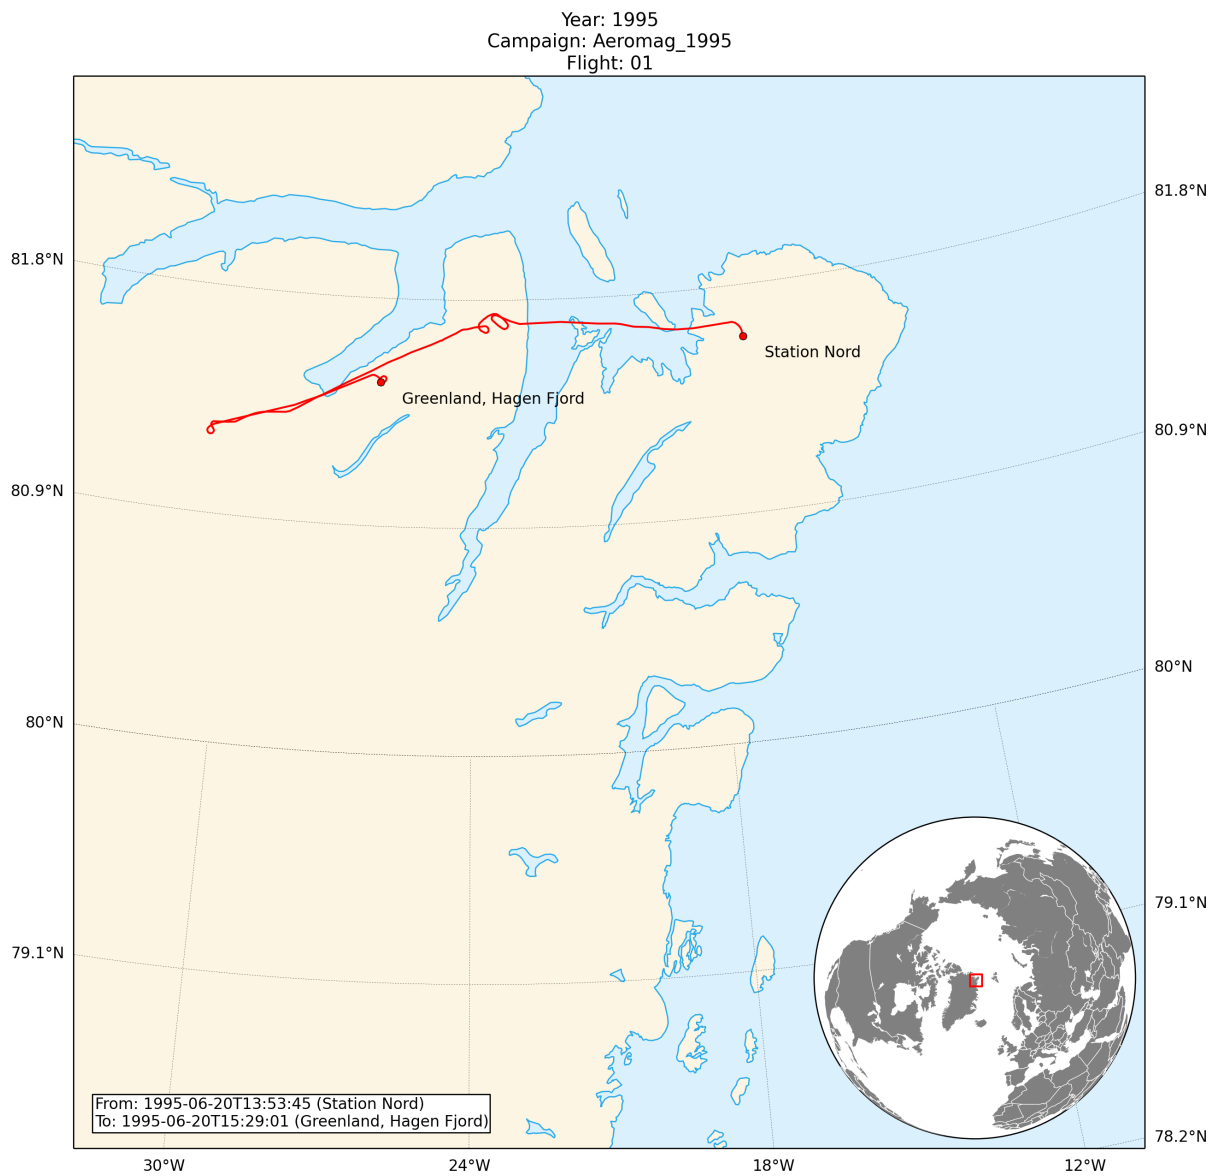 Year: 1995
Campaign: Aeromag_1995
Flight: 01
81.8°N
81.8°N
Station Nord
Greenland, Hagen Fjord
80.9°N
80.9°N
80°N
80°N
79.1°N
79.1°N
From: 1995-06-20T13:53:45 (Station Nord)
To: 1995-06-20T15:29:01 (Greenland, Hagen Fjord)
78.2°N
30°W
24°W
18°W
12°W